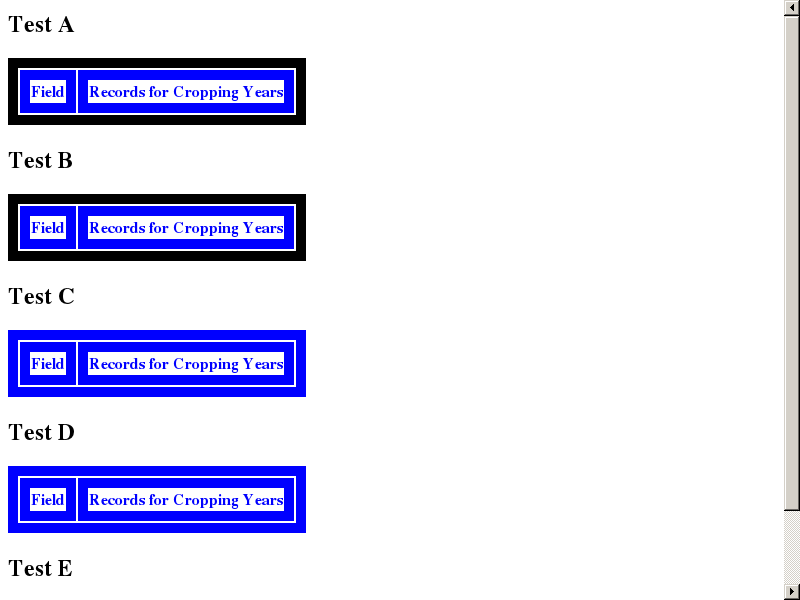 Test A
Field Records for Cropping Years
Test B
Field Records for Cropping Years
Test C
Field Records for Cropping Years
Test D
Field Records for Cropping Years
Test E